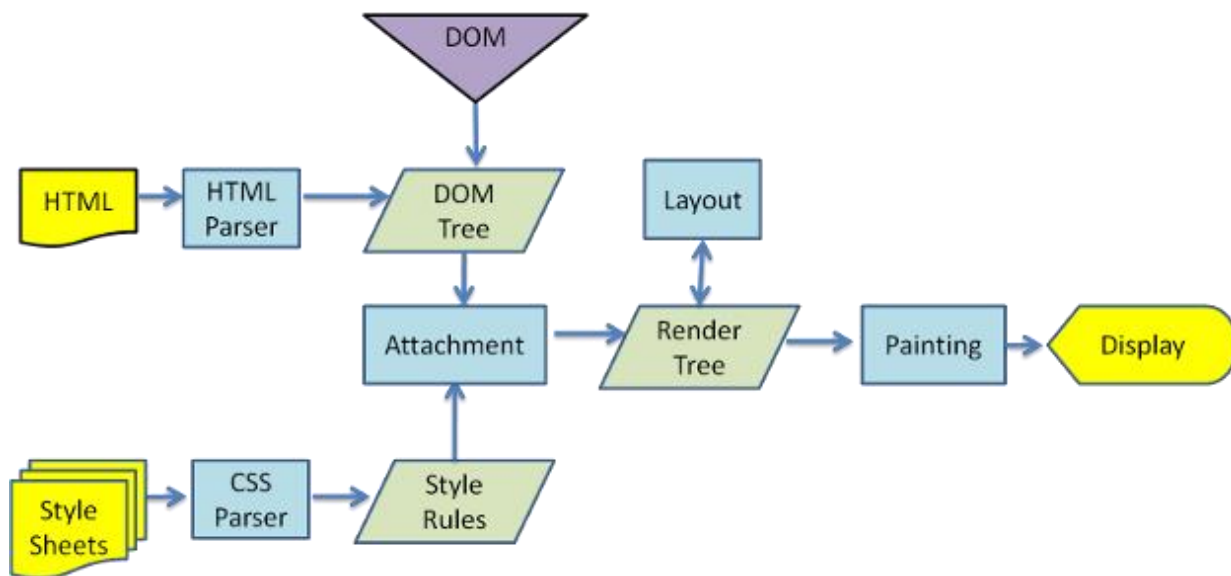 DOM
HTML
HTML
Parser
DOM
Tree
Layout
Attachment
Render
Tree
Painting
Display
Style
Sheets
CSS
Parser
Style
Rules